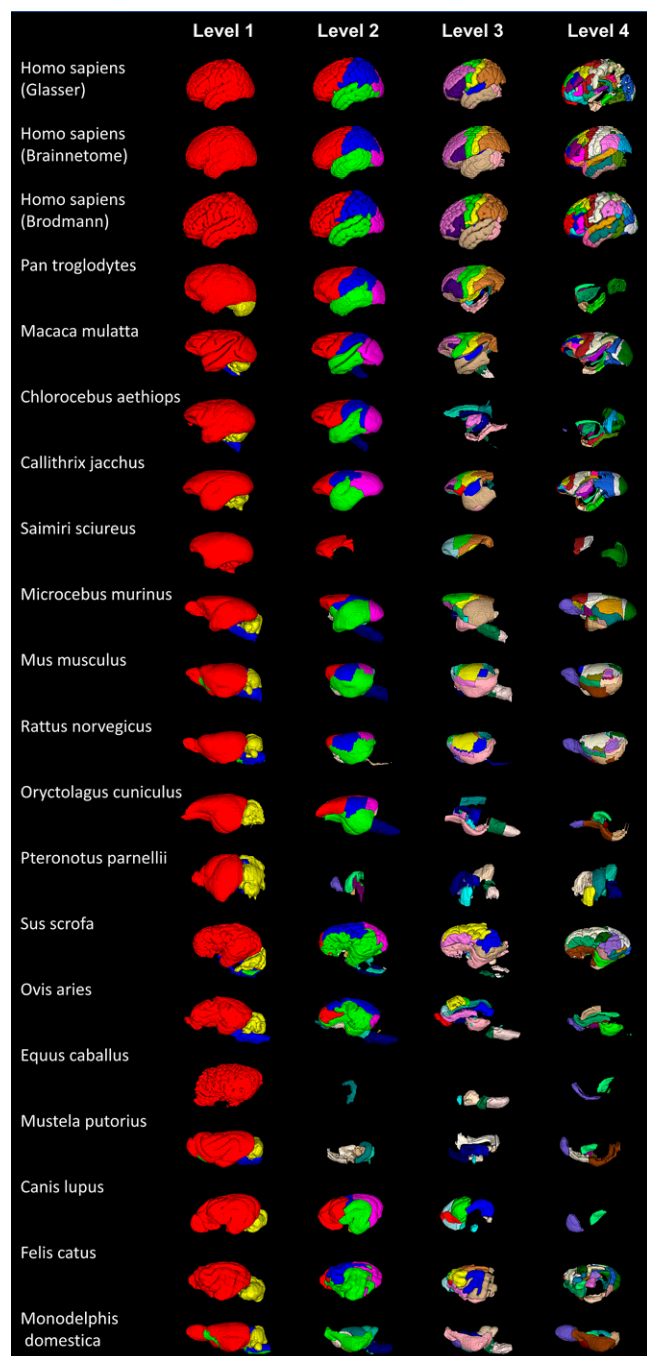 Level 1 Level 2 Level 3 Level 4
Homo sapiens
(Glasser)
Homo sapiens
(Brainnetome)
Homo sapiens
(Brodmann)
Pan troglodytes
Macaca mulatta
Chlorocebus aethiops
Callithrix jacchus
Saimiri sciureus
Microcebus murinus
Mus musculus
Rattus norvegicus
Oryctolagus cuniculus
Pteronotus parnellii
Sus scrofa
Ovis aries
Equus caballus
Mustela putorius
Canis lupus
Felis catus
Monodelphis
domestica